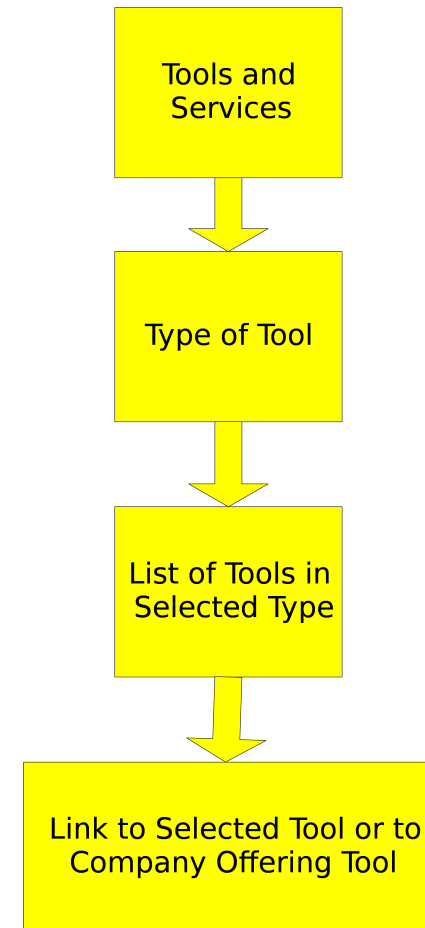 Tools and
Services
Type of Tool
List of Tools in
Selected Type
Link to Selected Tool or to
Company Offering Tool